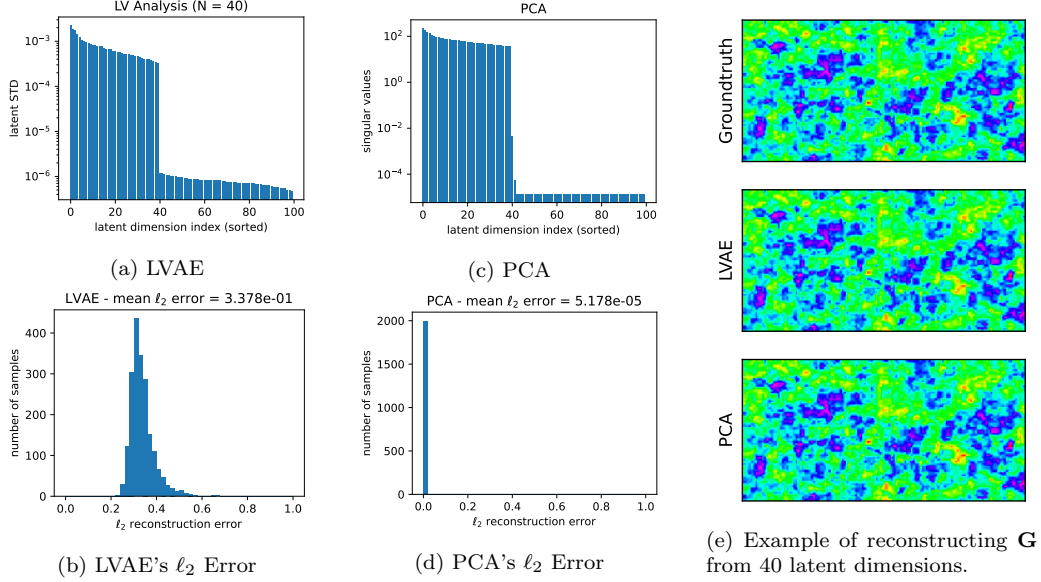 LV Analysis (N = 40)
latent STD
10⁻³
10⁻⁴
10⁻⁵
10⁻⁶
0 20 40 60 80 100
latent dimension index (sorted)
(a) LVAE
PCA
singular values
10²
10⁰
10⁻²
10⁻⁴
0 20 40 60 80 100
latent dimension index (sorted)
(c) PCA
LVAE - mean ℓ₂ error = 3.378e-01
number of samples
400
300
200
100
0
0.0 0.2 0.4 0.6 0.8 1.0
ℓ₂ reconstruction error
(b) LVAE's ℓ₂ Error
PCA - mean ℓ₂ error = 5.178e-05
number of samples
2000
1500
1000
500
0
0.0 0.2 0.4 0.6 0.8 1.0
ℓ₂ reconstruction error
(d) PCA's ℓ₂ Error
Groundtruth
LVAE
PCA
(e) Example of reconstructing G
from 40 latent dimensions.